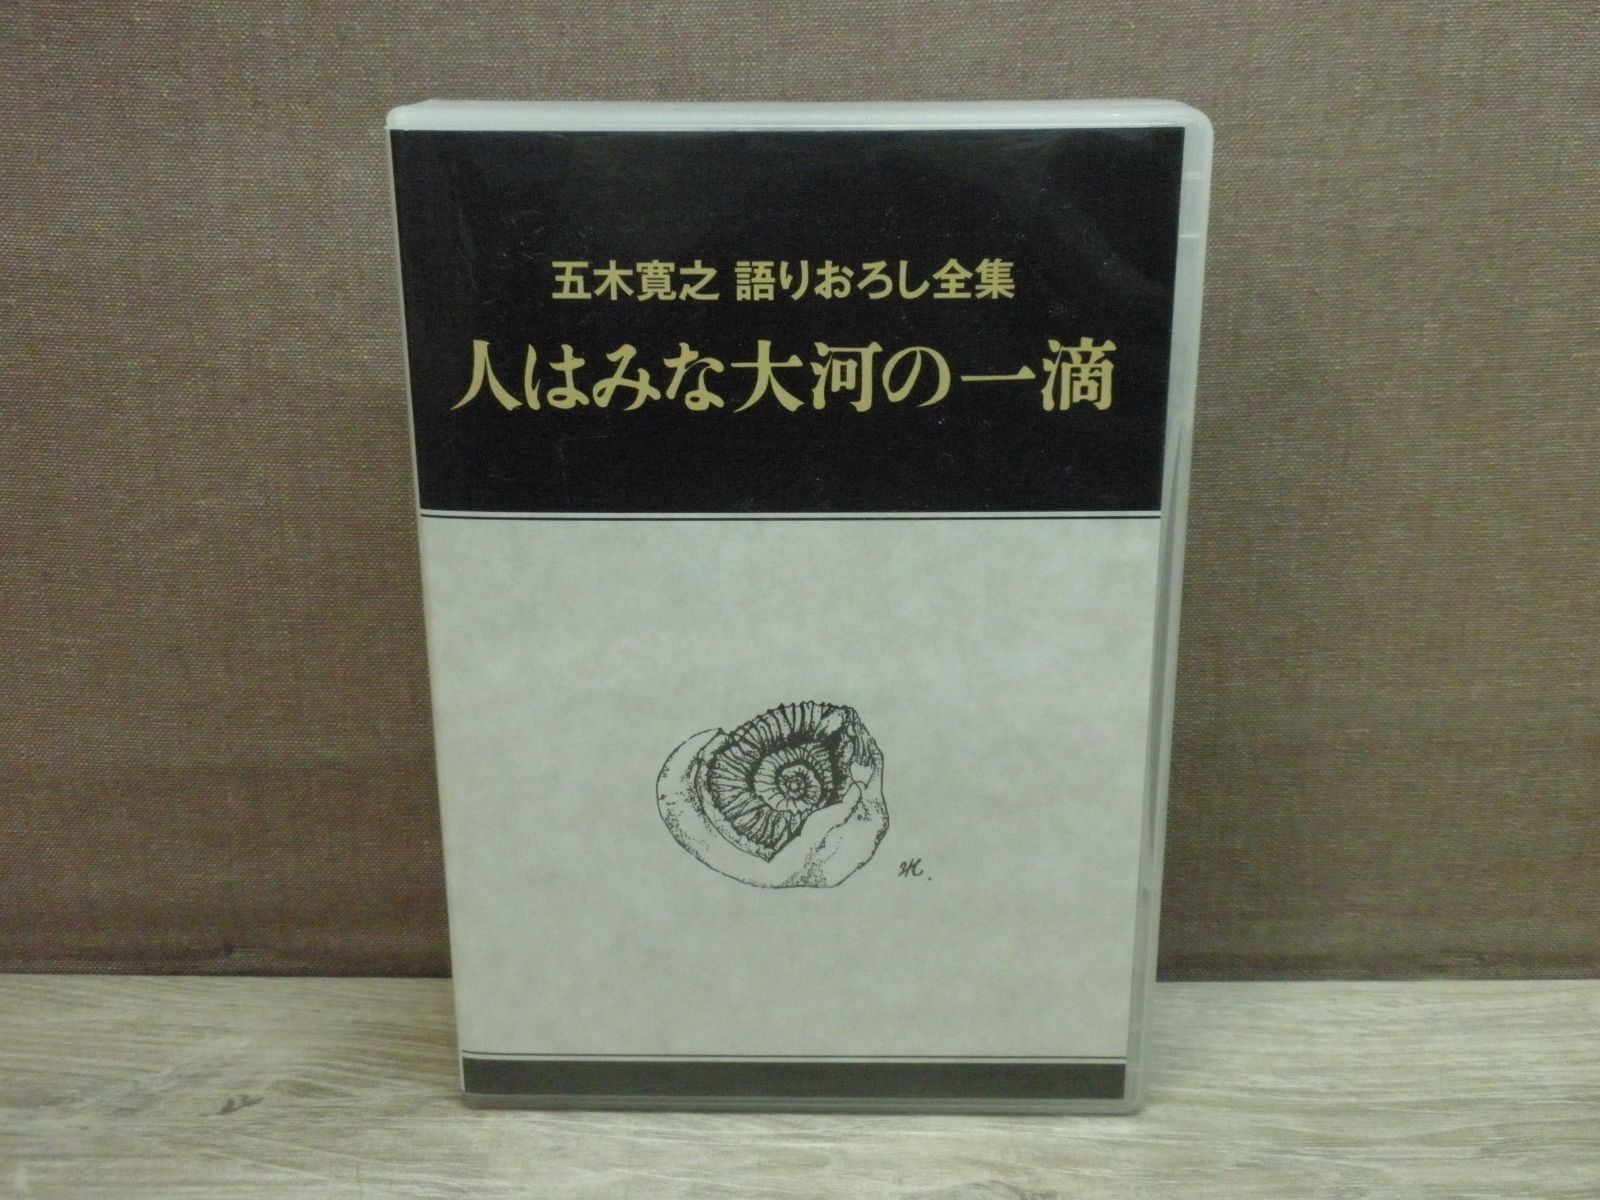 五木寛之 語りおろし全集
人はみな大河の一滴